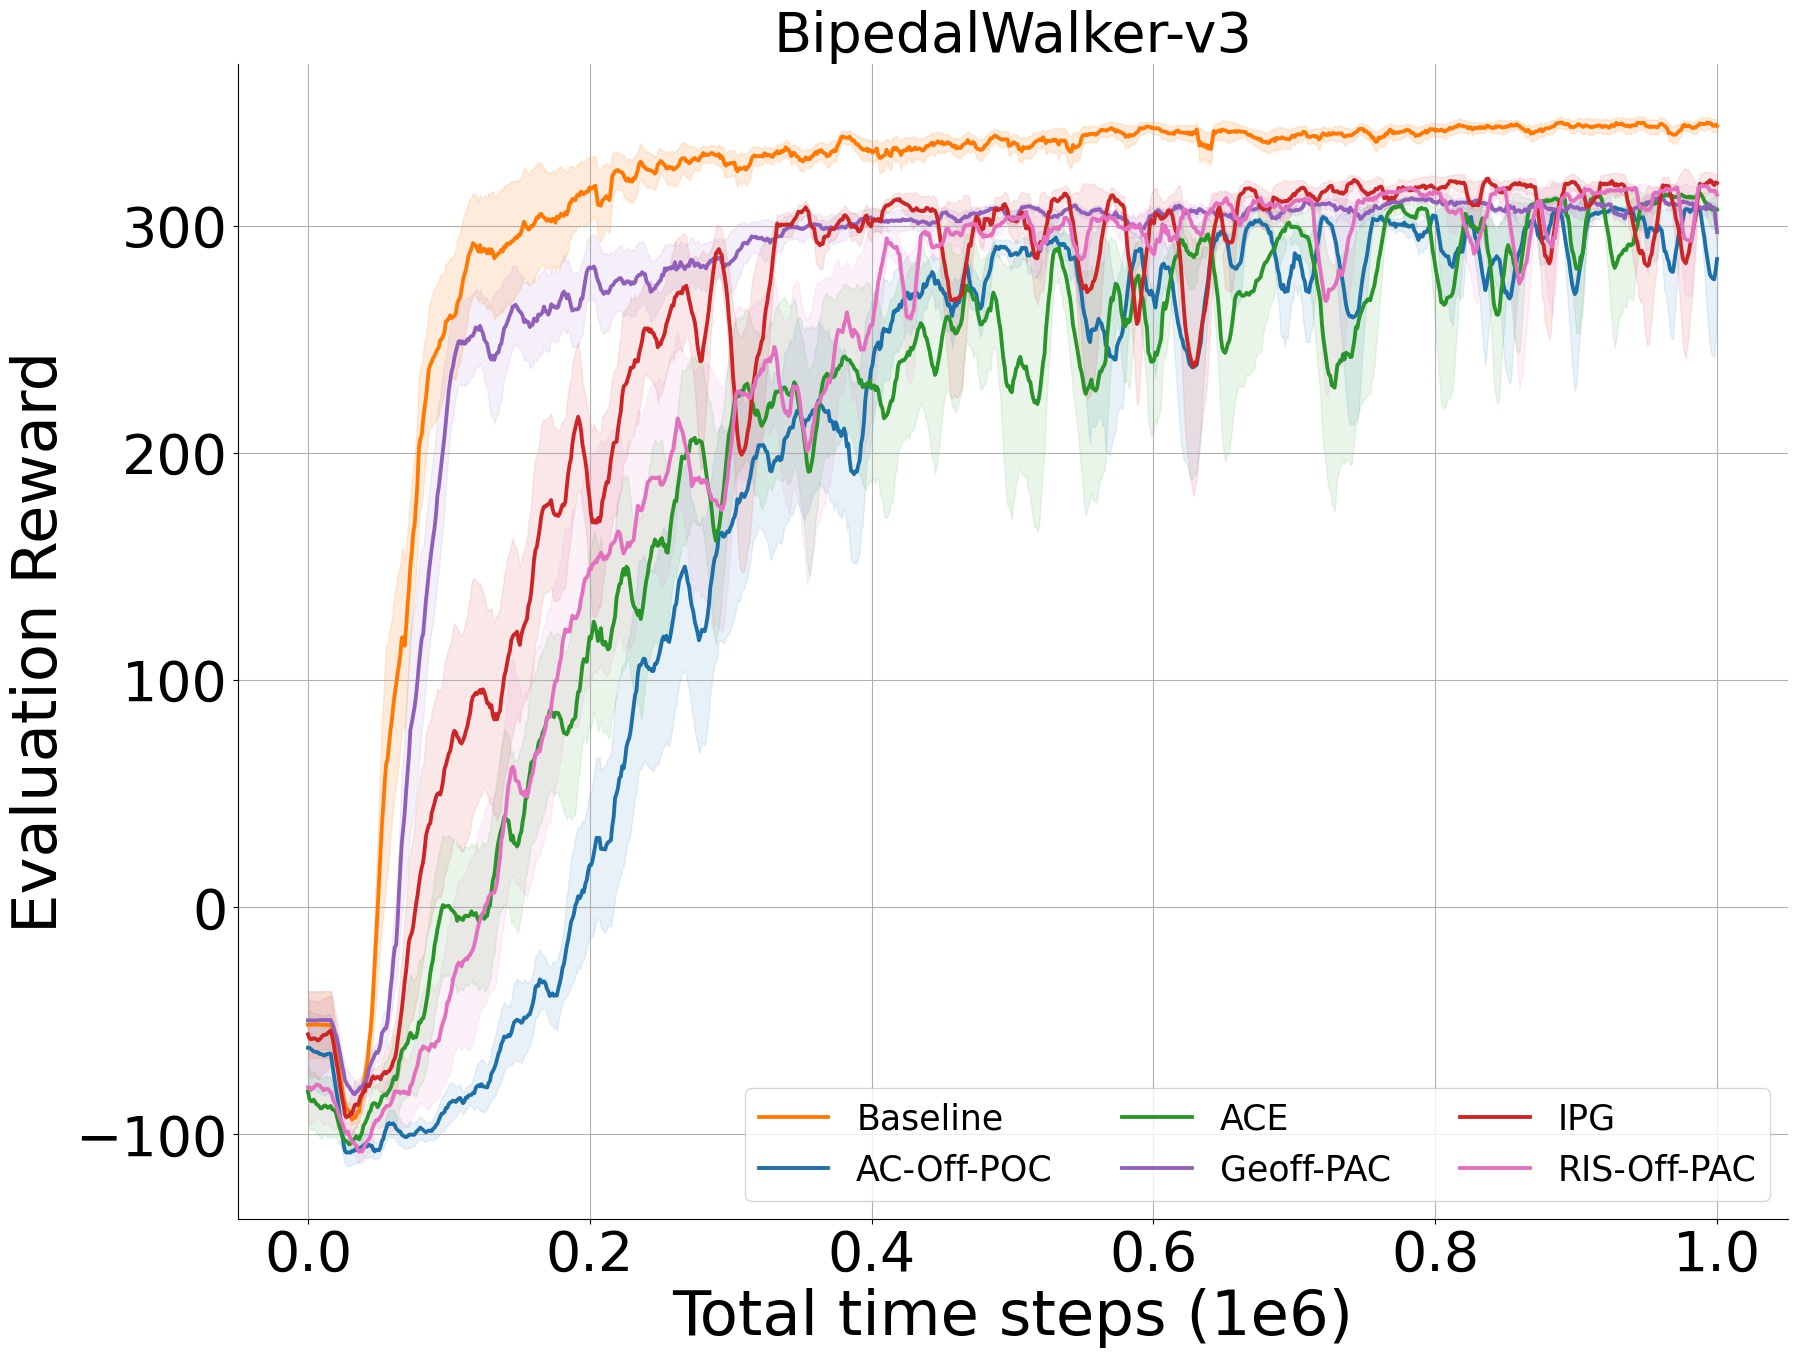 BipedalWalker-v3
Evaluation Reward
300
200
100
0
−100
Baseline
AC-Off-POC
ACE
Geoff-PAC
IPG
RIS-Off-PAC
0.0 0.2 0.4 0.6 0.8 1.0
Total time steps (1e6)